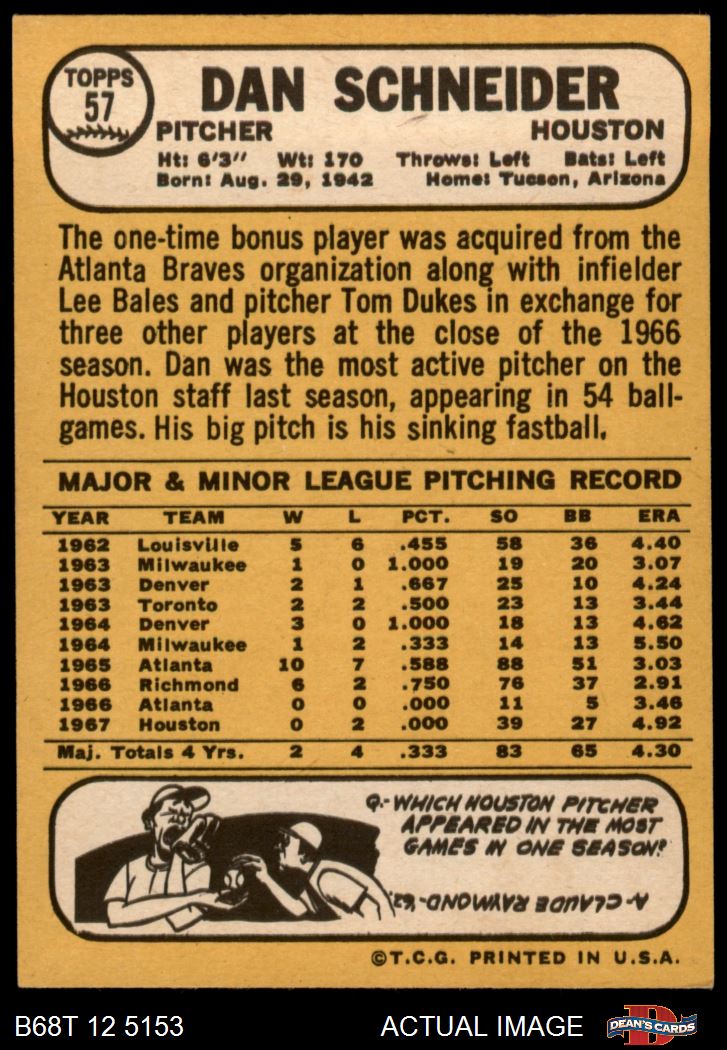 TOPPS
57
DAN SCHNEIDER
PITCHER HOUSTON
Ht: 6'3" Wt: 170 Throws: Left Bats: Left
Born: Aug. 29, 1942 Home: Tucson, Arizona
The one-time bonus player was acquired from the
Atlanta Braves organization along with infielder
Lee Bales and pitcher Tom Dukes in exchange for
three other players at the close of the 1966
season. Dan was the most active pitcher on the
Houston staff last season, appearing in 54 ball-
games. His big pitch is his sinking fastball.
MAJOR & MINOR LEAGUE PITCHING RECORD
YEAR TEAM W L PCT. SO BB ERA
1962 Louisville 5 6 .455 58 36 4.40
1963 Milwaukee 1 0 1.000 19 20 3.07
1963 Denver 2 1 .667 25 10 4.24
1963 Toronto 2 2 .500 23 13 3.44
1964 Denver 3 0 1.000 18 13 4.62
1964 Milwaukee 1 2 .333 14 13 5.50
1965 Atlanta 10 7 .588 88 51 3.03
1966 Richmond 6 2 .750 76 37 2.91
1966 Atlanta 0 0 .000 11 5 3.46
1967 Houston 0 2 .000 39 27 4.92
Maj. Totals 4 Yrs. 2 4 .333 83 65 4.30
Q.-WHICH HOUSTON PITCHER
APPEARED IN THE MOST
GAMES IN ONE SEASON?
A-CLAUDE RAYMOND-'62.
©T.C.G. PRINTED IN U.S.A.
B68T 12 5153 ACTUAL IMAGE DEAN'S CARDS